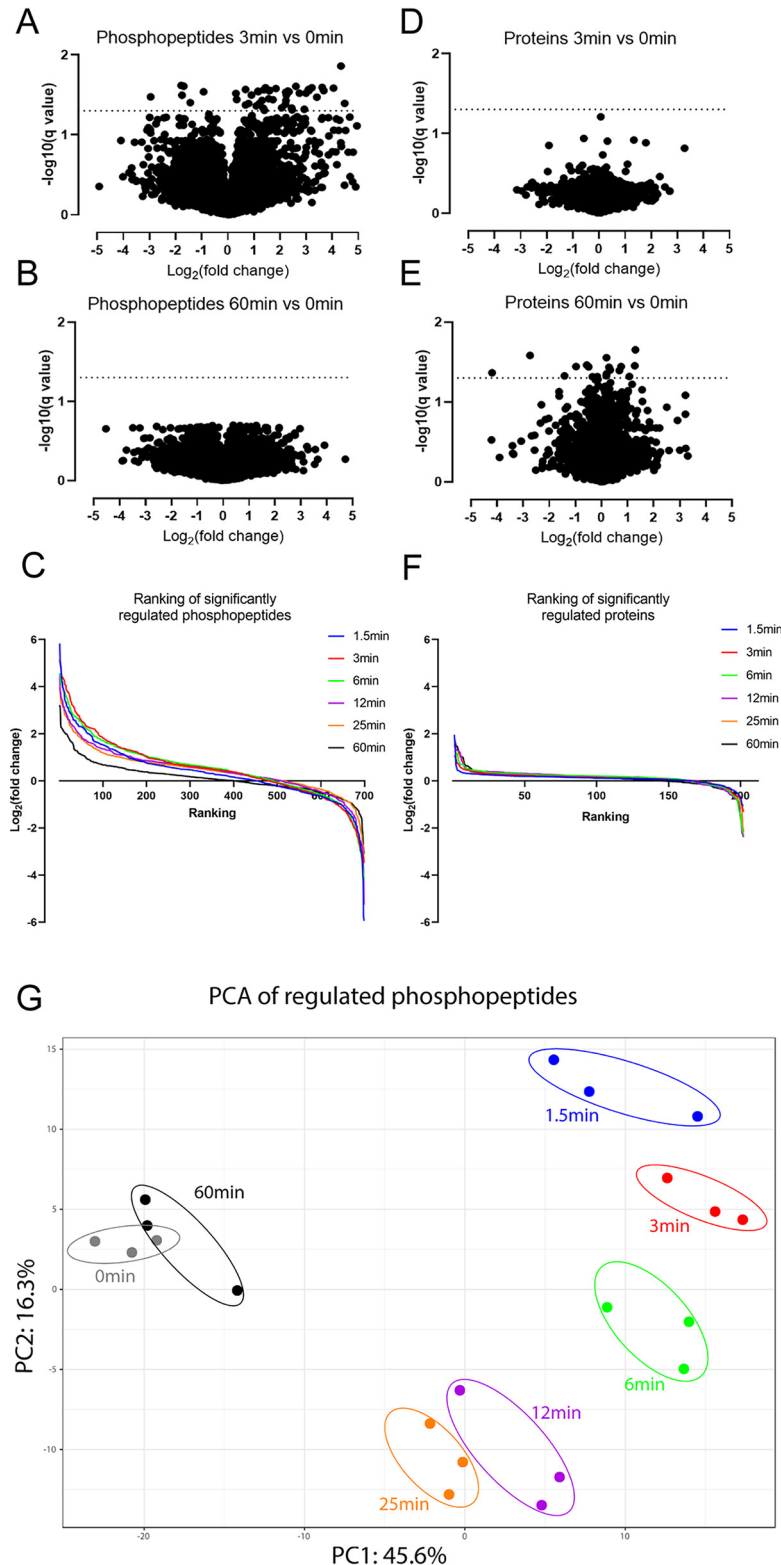 A
Phosphopeptides 3min vs 0min
2
1
0
-log10(q value)
-5 -4 -3 -2 -1 0 1 2 3 4 5
Log2(fold change)
D
Proteins 3min vs 0min
2
1
0
-log10(q value)
-5 -4 -3 -2 -1 0 1 2 3 4 5
Log2(fold change)
B
Phosphopeptides 60min vs 0min
2
1
0
-log10(q value)
-5 -4 -3 -2 -1 0 1 2 3 4 5
Log2(fold change)
E
Proteins 60min vs 0min
2
1
0
-log10(q value)
-5 -4 -3 -2 -1 0 1 2 3 4 5
Log2(fold change)
C
Ranking of significantly
regulated phosphopeptides
6
4
2
0
-2
-4
-6
Log2(fold change)
100 200 300 400 500 600 700
Ranking
1.5min
3min
6min
12min
25min
60min
F
Ranking of significantly
regulated proteins
6
4
2
0
-2
-4
-6
Log2(fold change)
50 100 150 200
Ranking
1.5min
3min
6min
12min
25min
60min
G
PCA of regulated phosphopeptides
15
10
5
0
-5
-10
PC2: 16.3%
1.5min
3min
60min
0min
6min
12min
25min
-20 -10 0 10
PC1: 45.6%